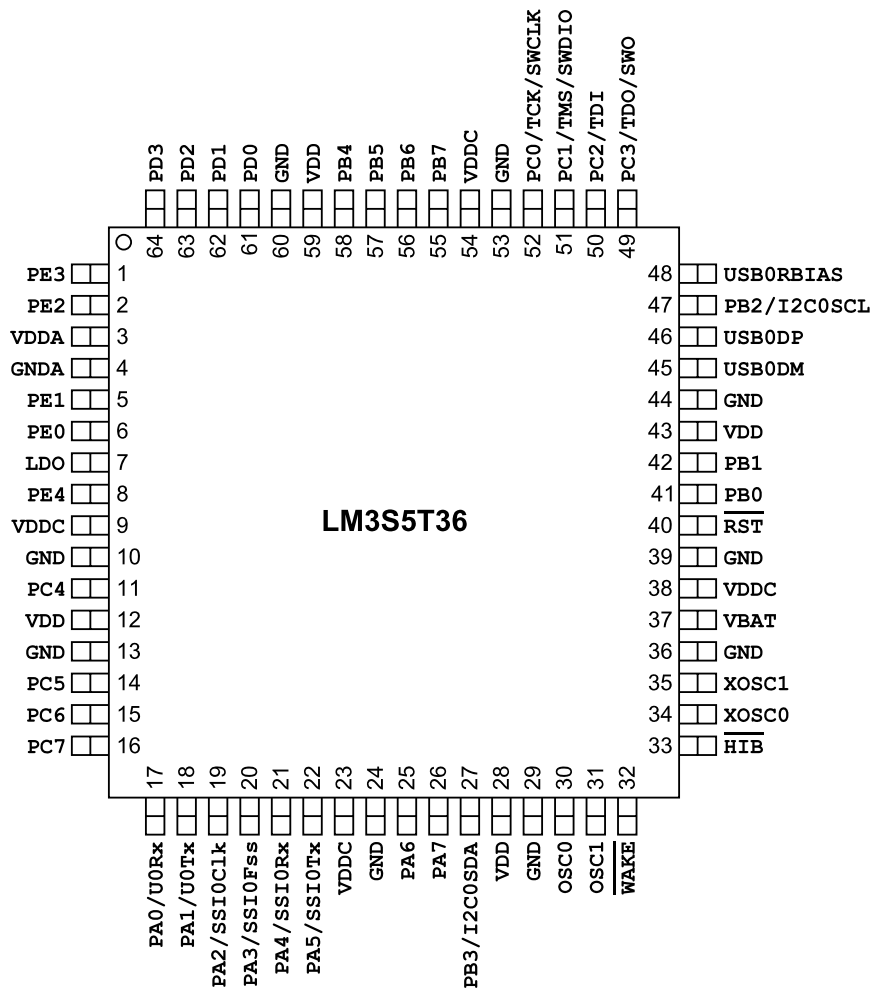 PD3
PD2
PD1
PD0
GND
VDD
PB4
PB5
PB6
PB7
VDDC
GND
PC0/TCK/SWCLK
PC1/TMS/SWDIO
PC2/TDI
PC3/TDO/SWO
64
63
62
61
60
59
58
57
56
55
54
53
52
51
50
49
PE3 1
PE2 2
VDDA 3
GNDA 4
PE1 5
PE0 6
LDO 7
PE4 8
VDDC 9
GND 10
PC4 11
VDD 12
GND 13
PC5 14
PC6 15
PC7 16
LM3S5T36
48 USB0RBIAS
47 PB2/I2C0SCL
46 USB0DP
45 USB0DM
44 GND
43 VDD
42 PB1
41 PB0
40 RST
39 GND
38 VDDC
37 VBAT
36 GND
35 XOSC1
34 XOSC0
33 HIB
17
18
19
20
21
22
23
24
25
26
27
28
29
30
31
32
PA0/U0Rx
PA1/U0Tx
PA2/SSI0Clk
PA3/SSI0Fss
PA4/SSI0Rx
PA5/SSI0Tx
VDDC
GND
PA6
PA7
PB3/I2C0SDA
VDD
GND
OSC0
OSC1
WAKE